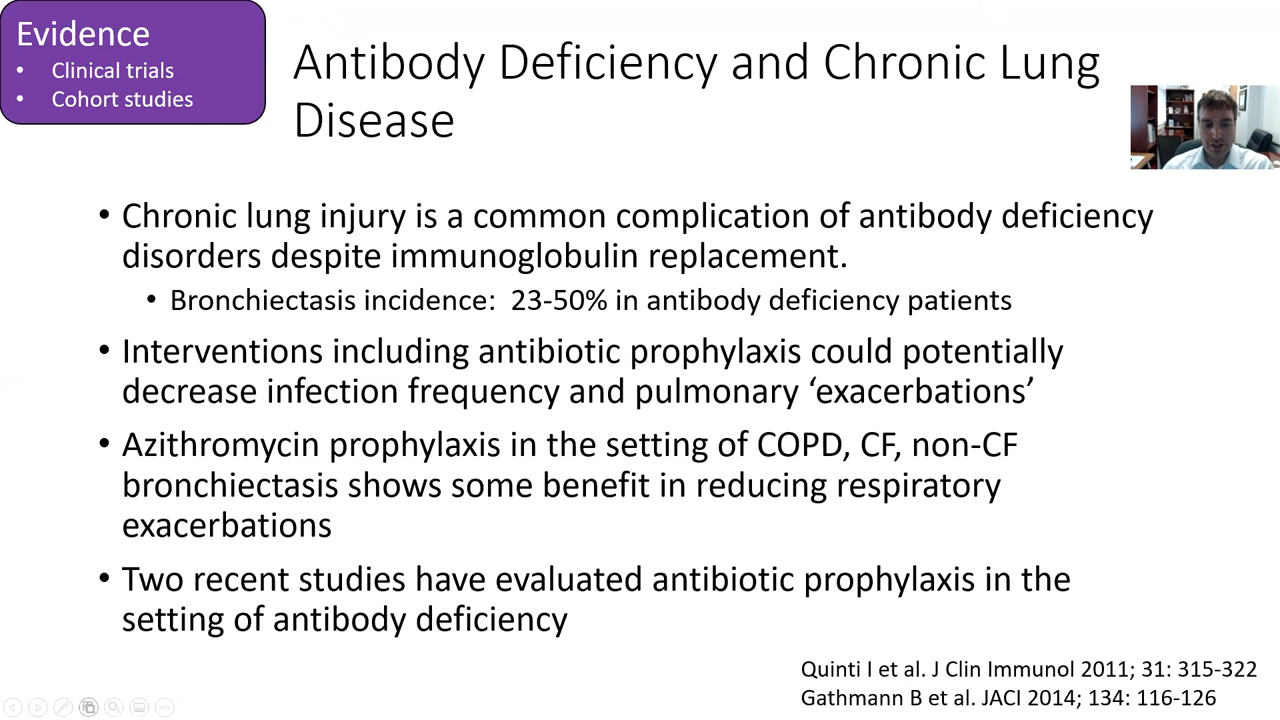 Evidence
• Clinical trials
• Cohort studies
Antibody Deficiency and Chronic Lung
Disease
• Chronic lung injury is a common complication of antibody deficiency
disorders despite immunoglobulin replacement.
• Bronchiectasis incidence: 23-50% in antibody deficiency patients
• Interventions including antibiotic prophylaxis could potentially
decrease infection frequency and pulmonary ‘exacerbations’
• Azithromycin prophylaxis in the setting of COPD, CF, non-CF
bronchiectasis shows some benefit in reducing respiratory
exacerbations
• Two recent studies have evaluated antibiotic prophylaxis in the
setting of antibody deficiency
Quinti I et al. J Clin Immunol 2011; 31: 315-322
Gathmann B et al. JACI 2014; 134: 116-126